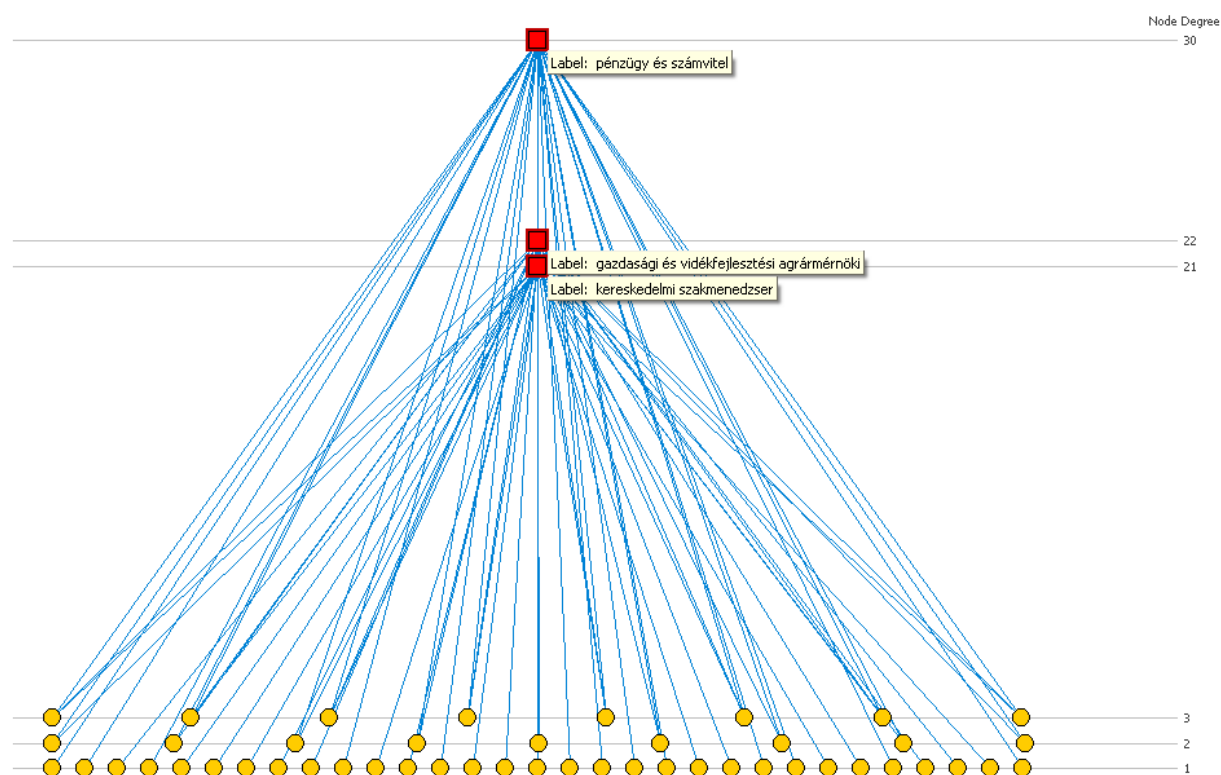 Node Degree
30
Label: pénzügy és számvitel
22
Label: gazdasági és vidékfejlesztési agrármérnöki
21
Label: kereskedelmi szakmenedzser
3
2
1